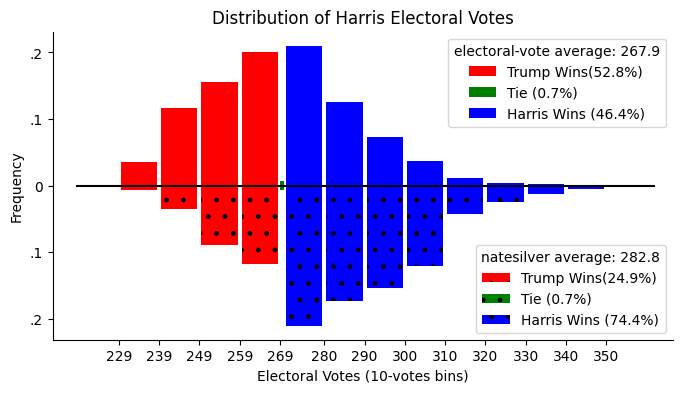 Distribution of Harris Electoral Votes
electoral-vote average: 267.9
Trump Wins(52.8%)
Tie (0.7%)
Harris Wins (46.4%)
.2
.1
0
.1
.2
Frequency
natesilver average: 282.8
Trump Wins(24.9%)
Tie (0.7%)
Harris Wins (74.4%)
229 239 249 259 269 280 290 300 310 320 330 340 350
Electoral Votes (10-votes bins)